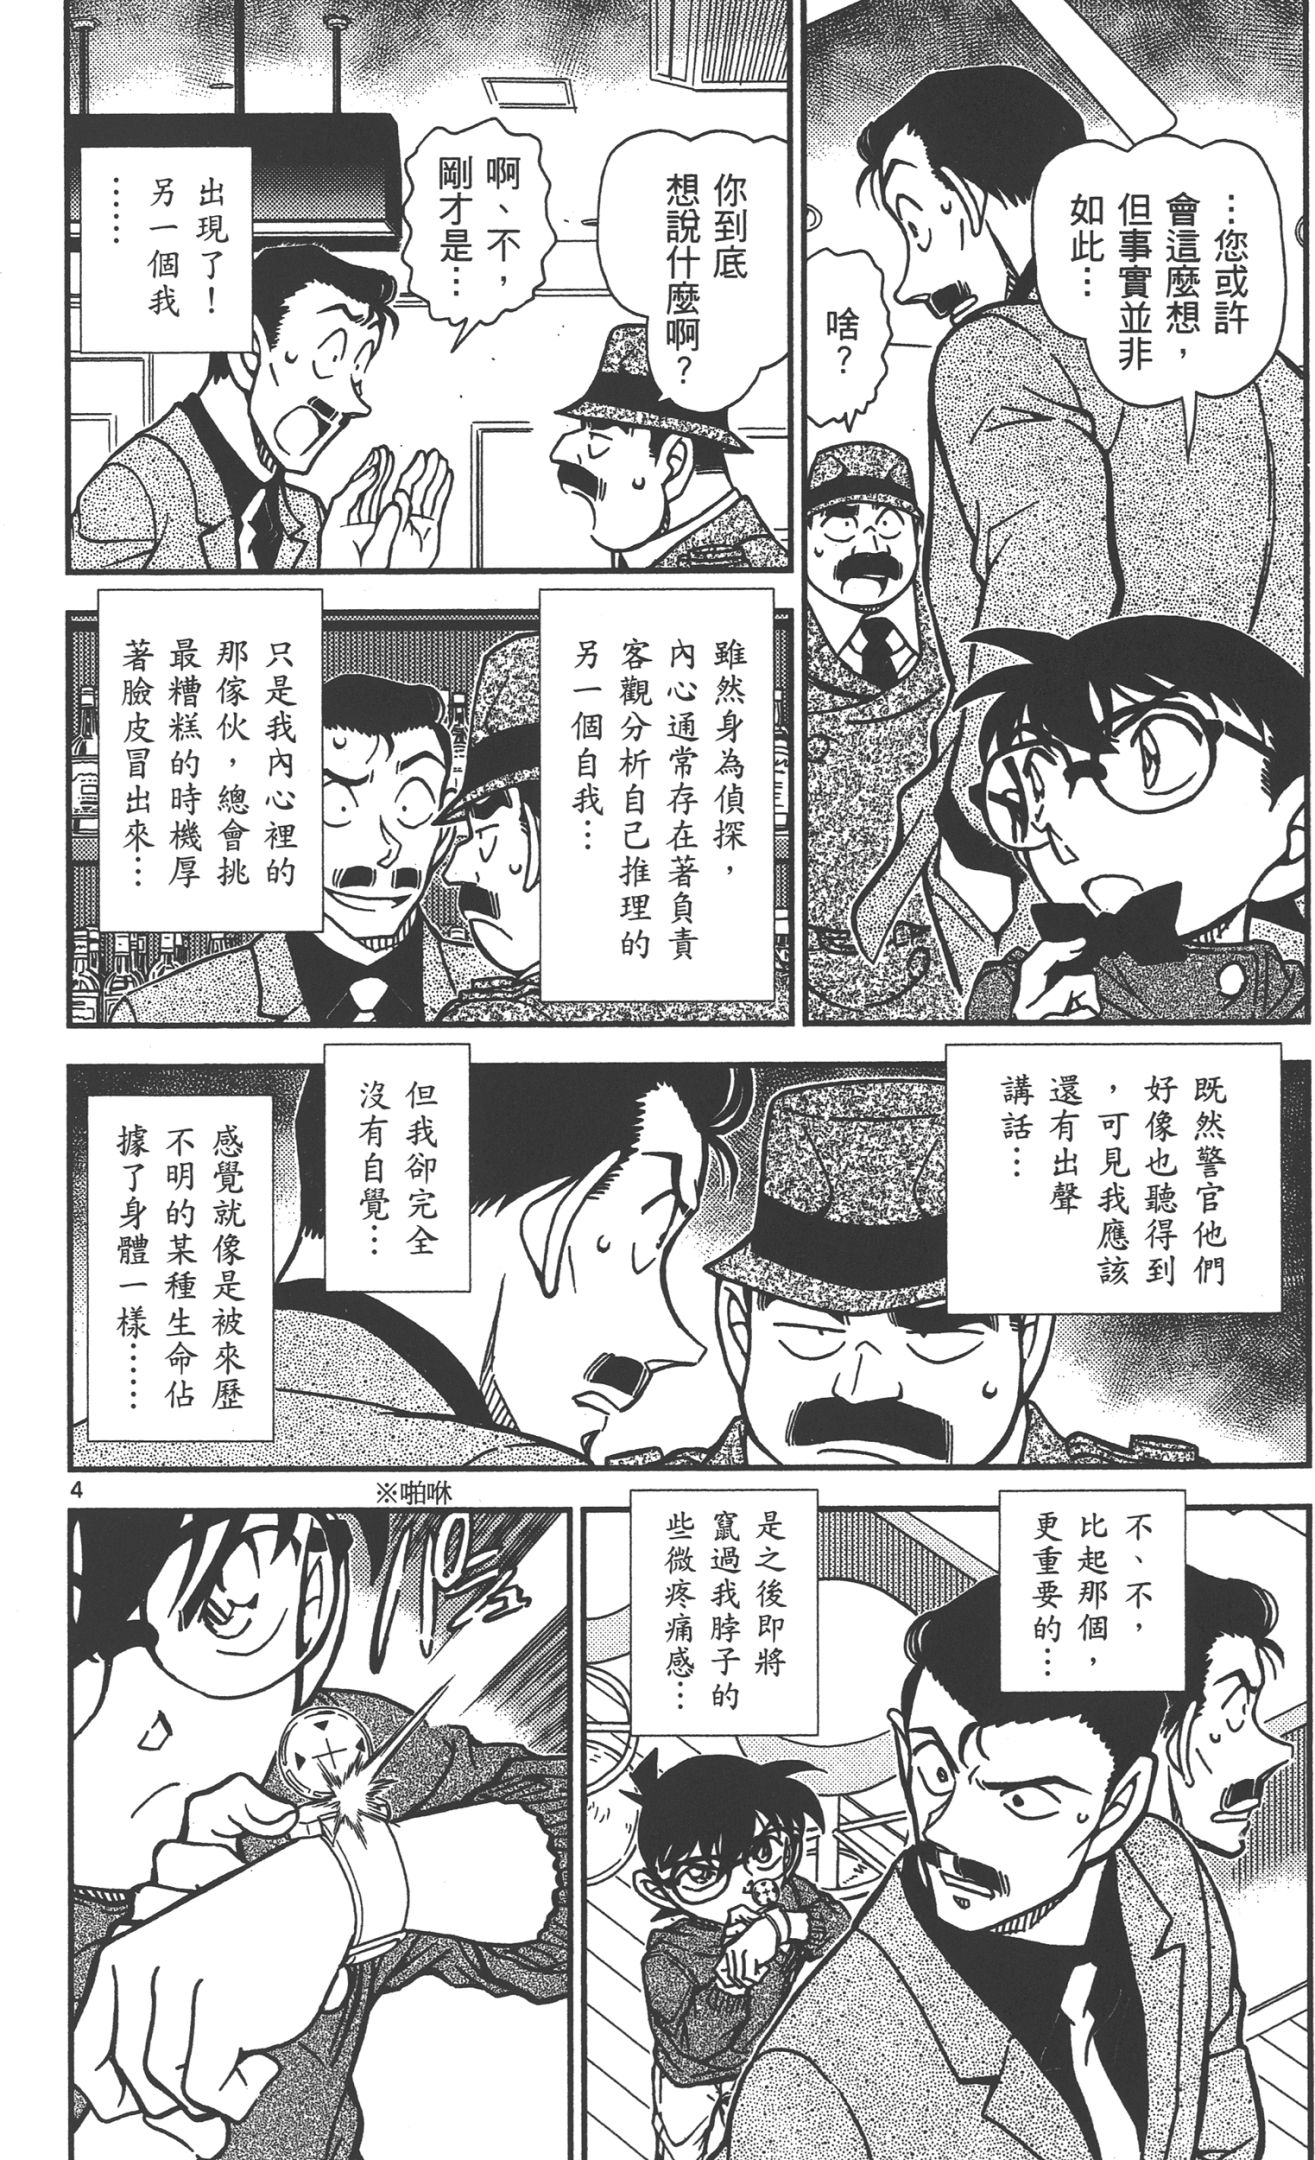 …您或許
會這麼想，
但事實並非
如此…
啥？
你到底
想說什麼啊？
啊、不，
剛才是…
出現了！
另一個我
……
雖然身為偵探，
內心通常存在著負責
客觀分析自己推理的
另一個自我…
只是我內心裡的
那傢伙，總會挑
最糟糕的時機厚
著臉皮冒出來…
既然警官他們
好像也聽得到
，可見我應該
還有出聲
講話…
但我卻完全
沒有自覺…
感覺就像是被來歷
不明的某種生命佔
據了身體一樣……
4
不、不，
比起那個，
更重要的…
是之後即將
竄過我脖子的
些微疼痛感…
※啪咻
パシュ